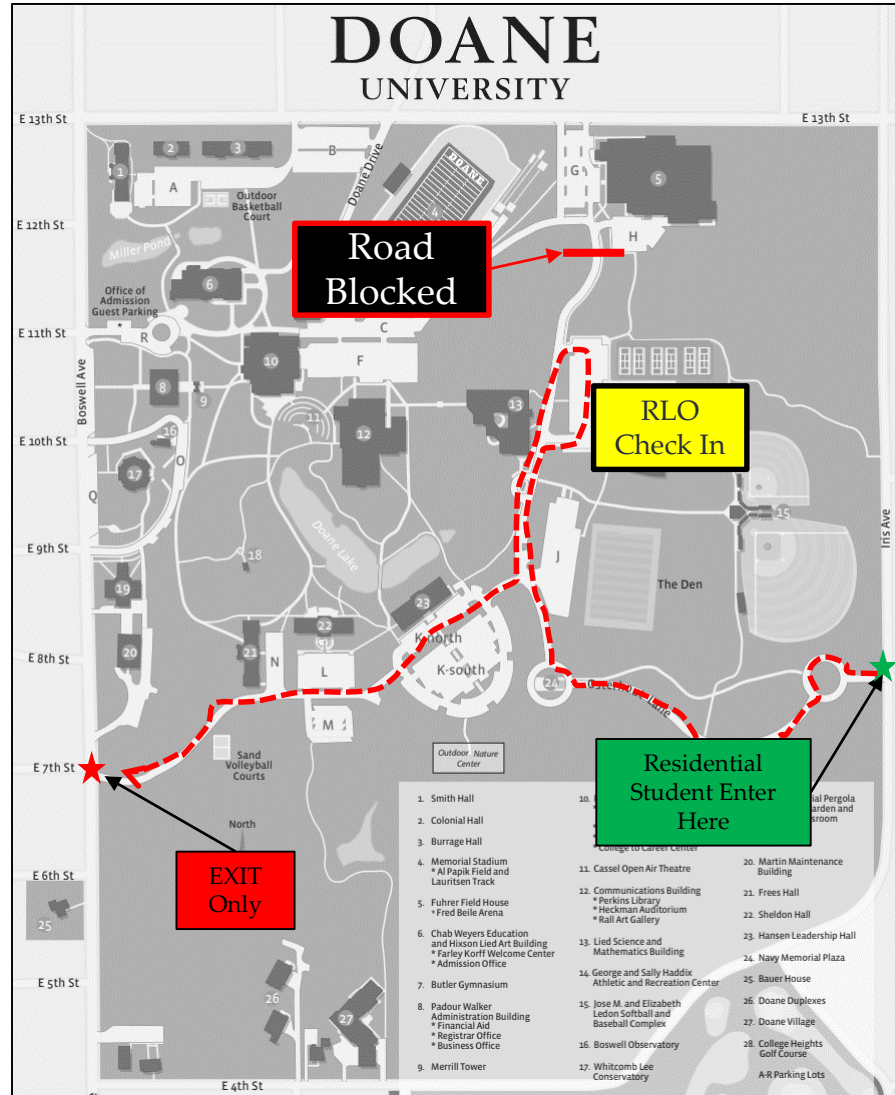 DOANE
UNIVERSITY
E 13th St
E 13th St
2
3
B
1
A
Doane Drive
DOANE
G
5
Outdoor
Basketball
Court
4
E 12th St
Miller Pond
H
Road
Blocked
6
Office of
Admission
Guest Parking
*
R
E 11th St
C
10
F
Boswell Ave
8
9
13
RLO
Check In
11
12
E 10th St
16
O
17
Q
15
Iris Ave
J
E 9th St
Doane Lake
18
The Den
19
23
22
K-north
20
21
E 8th St
N
L
K-south
24
Osterhout Lane
M
E 7th St
Sand
Volleyball
Courts
Outdoor Nature
Center
Residential
Student Enter
Here
North
EXIT
Only
E 6th St
25
E 5th St
26
27
E 4th St
1. Smith Hall
2. Colonial Hall
3. Burrage Hall
4. Memorial Stadium
* Al Papik Field and
Lauritsen Track
5. Fuhrer Field House
* Fred Beile Arena
6. Chab Weyers Education
and Hixson Lied Art Building
* Farley Korff Welcome Center
* Admission Office
7. Butler Gymnasium
8. Padour Walker
Administration Building
* Financial Aid
* Registrar Office
* Business Office
9. Merrill Tower
10.
* College to Career Center
11. Cassel Open Air Theatre
12. Communications Building
* Perkins Library
* Heckman Auditorium
* Rall Art Gallery
13. Lied Science and
Mathematics Building
14. George and Sally Haddix
Athletic and Recreation Center
15. Jose M. and Elizabeth
Ledon Softball and
Baseball Complex
16. Boswell Observatory
17. Whitcomb Lee
Conservatory
Pergola
and
20. Martin Maintenance
Building
21. Frees Hall
22. Sheldon Hall
23. Hansen Leadership Hall
24. Navy Memorial Plaza
25. Bauer House
26. Doane Duplexes
27. Doane Village
28. College Heights
Golf Course
A-R Parking Lots